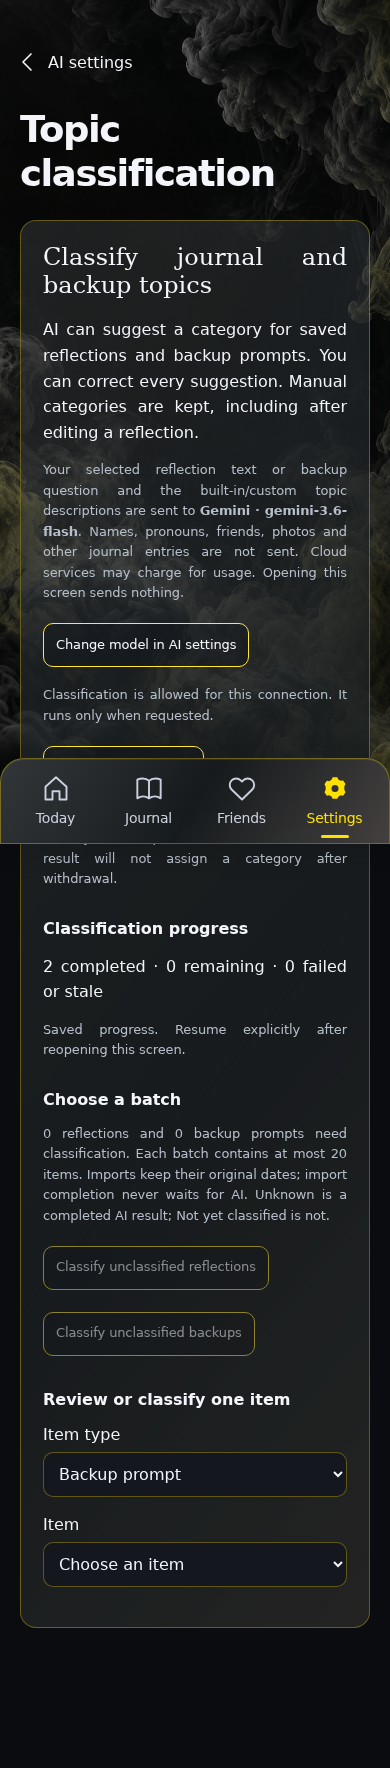 AI settings
Topic
classification
Classify journal and
backup topics
AI can suggest a category for saved
reflections and backup prompts. You
can correct every suggestion. Manual
categories are kept, including after
editing a reflection.
Your selected reflection text or backup
question and the built-in/custom topic
descriptions are sent to Gemini · gemini-3.6-
flash. Names, pronouns, friends, photos and
other journal entries are not sent. Cloud
services may charge for usage. Opening this
screen sends nothing.
Change model in AI settings
Classification is allowed for this connection. It
runs only when requested.
Today
Journal
Friends
Settings
result will not assign a category after
withdrawal.
Classification progress
2 completed · 0 remaining · 0 failed
or stale
Saved progress. Resume explicitly after
reopening this screen.
Choose a batch
0 reflections and 0 backup prompts need
classification. Each batch contains at most 20
items. Imports keep their original dates; import
completion never waits for AI. Unknown is a
completed AI result; Not yet classified is not.
Classify unclassified reflections
Classify unclassified backups
Review or classify one item
Item type
Backup prompt
Item
Choose an item